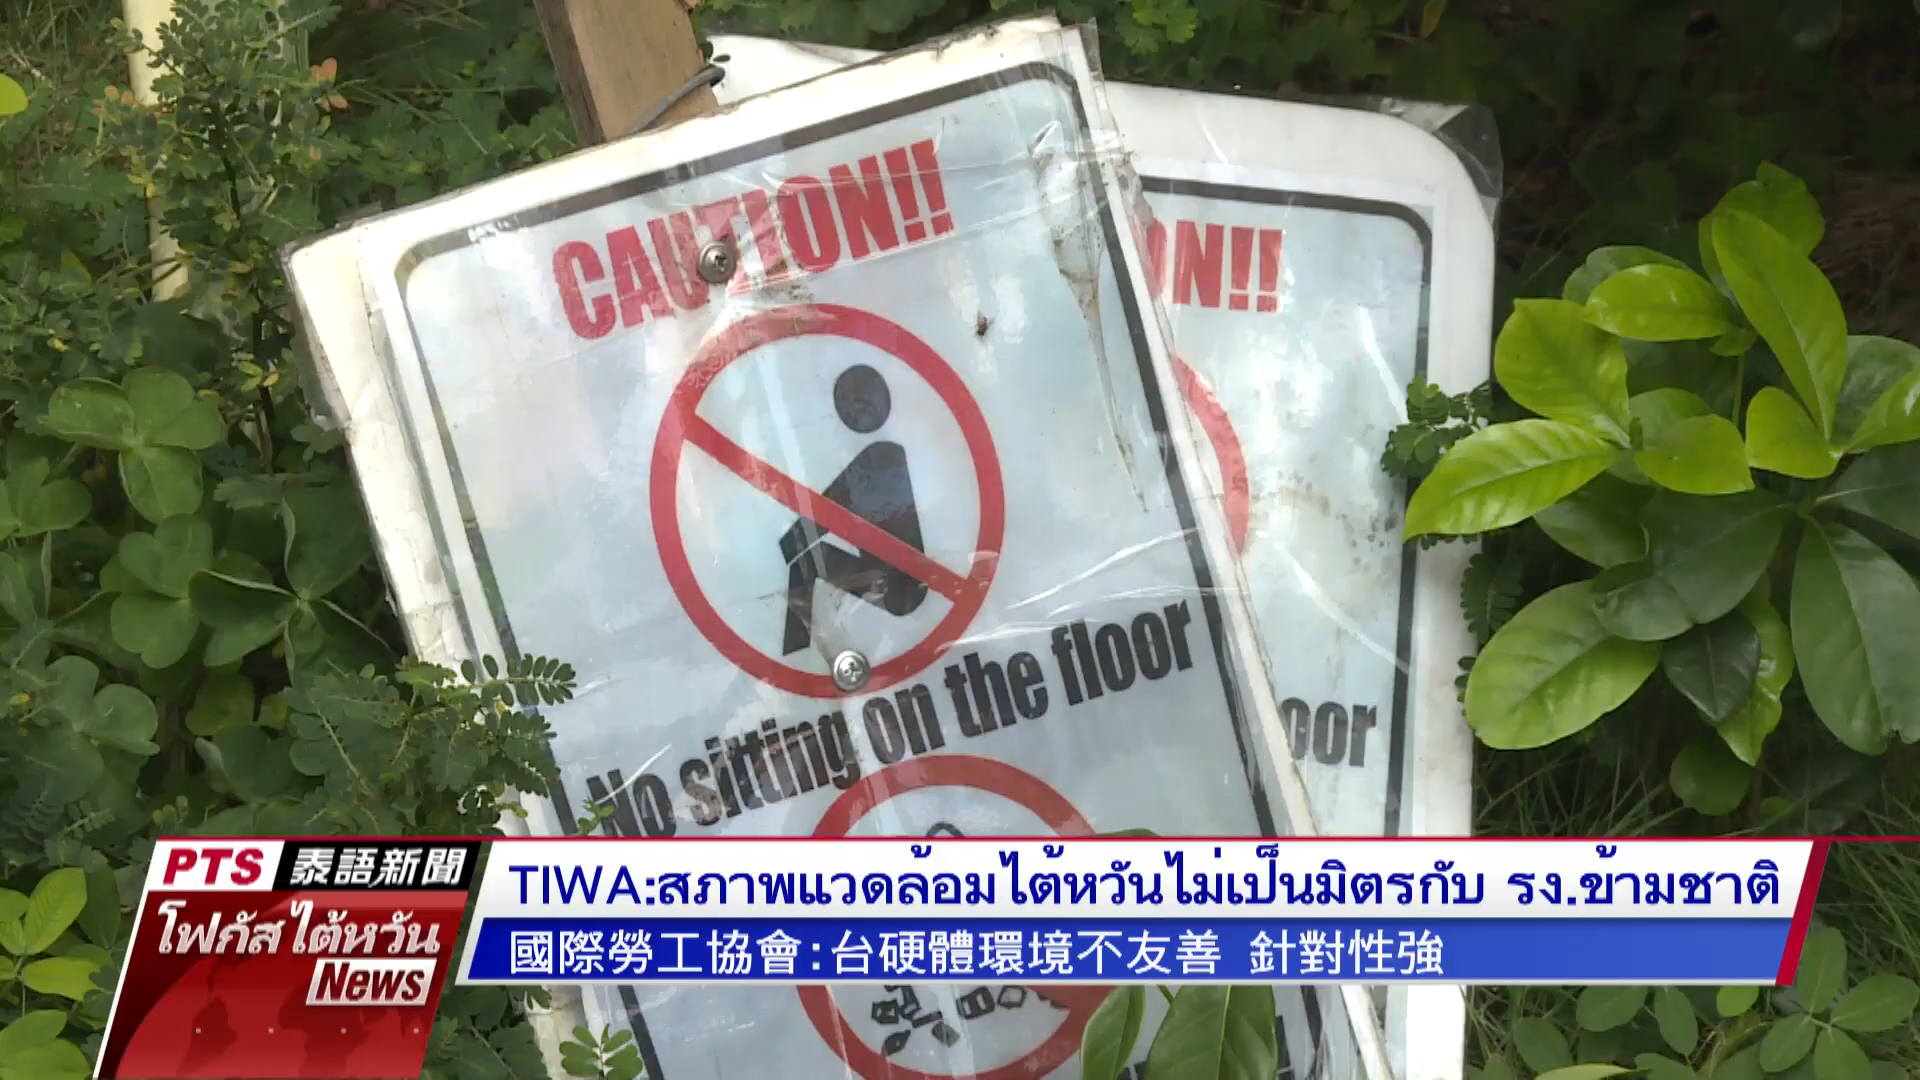 CAUTION!!
ON!!
No sitting on the floor
oor
PTS 泰語新聞
โฟกัสไต้หวัน
News
TIWA:สภาพแวดล้อมไต้หวันไม่เป็นมิตรกับ รง.ข้ามชาติ
國際勞工協會:台硬體環境不友善 針對性強